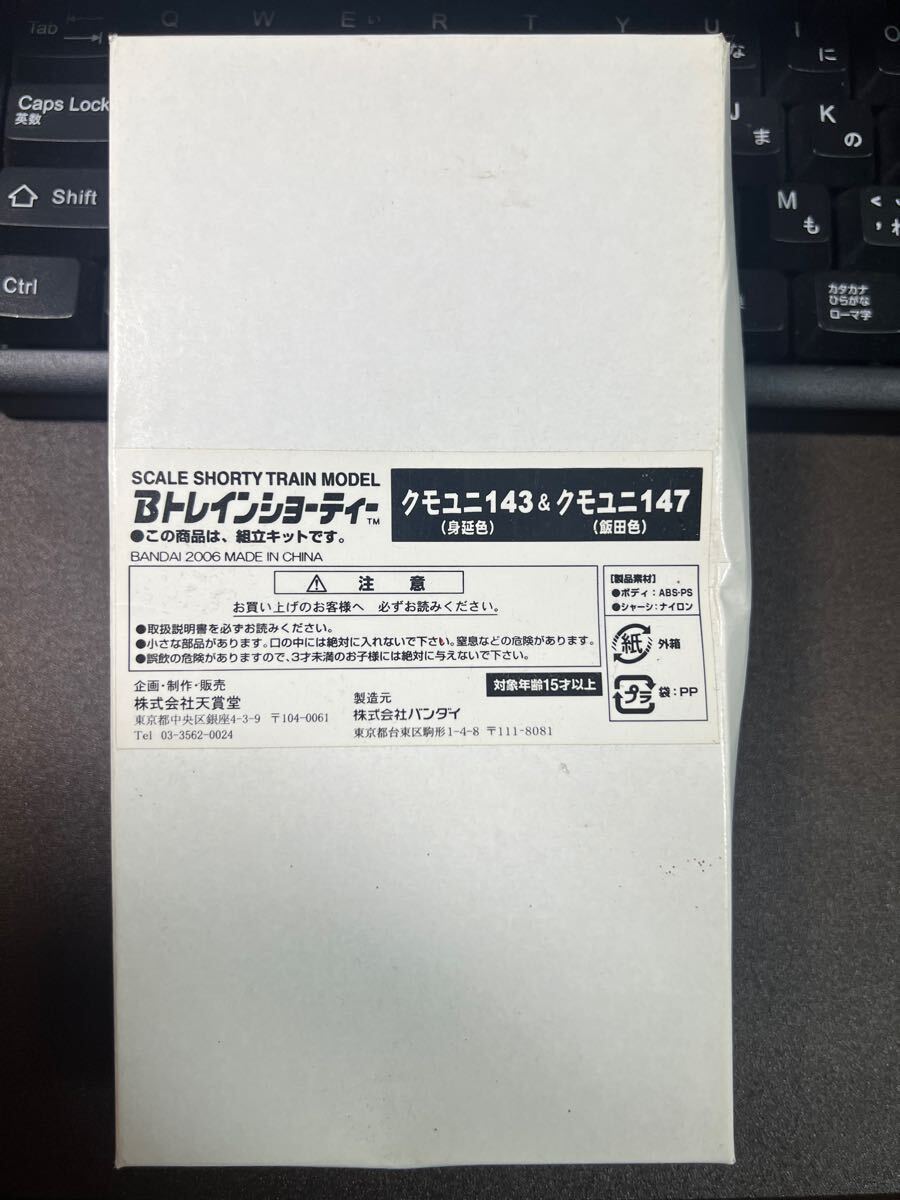 Tab
Q W E い R T Y U な I に O
Caps Lock
英数
J ま K の
Shift
M も < 、
, ね
Ctrl
カタカナ
ひらがな
ローマ字
SCALE SHORTY TRAIN MODEL
Bトレインショーティー™
●この商品は、組立キットです。
BANDAI 2006 MADE IN CHINA
クモユニ143&クモユニ147
(身延色) (飯田色)
⚠ 注 意
お買い上げのお客様へ 必ずお読みください。
●取扱説明書を必ずお読みください。
●小さな部品があります。口の中には絶対に入れないで下さい。窒息などの危険があります。
●誤飲の危険がありますので、3才未満のお子様には絶対に与えないで下さい。
【製品素材】
●ボディ:ABS・PS
●シャーシ:ナイロン
紙 外箱
プラ 袋:PP
対象年齢15才以上
企画・制作・販売
株式会社天賞堂
東京都中央区銀座4-3-9 〒104-0061
Tel 03-3562-0024
製造元
株式会社バンダイ
東京都台東区駒形1-4-8 〒111-8081